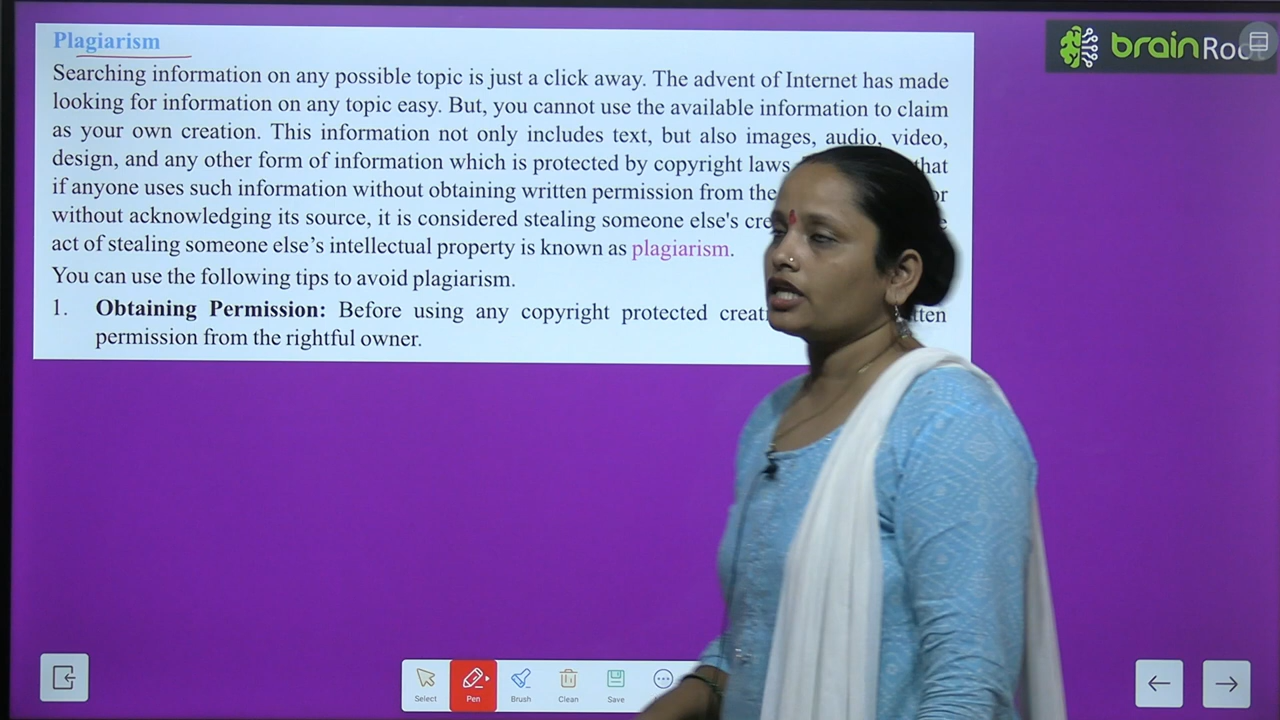 Plagiarism
brain Root
Searching information on any possible topic is just a click away. The advent of Internet has made
looking for information on any topic easy. But, you cannot use the available information to claim
as your own creation. This information not only includes text, but also images, audio, video,
design, and any other form of information which is protected by copyright laws that
if anyone uses such information without obtaining written permission from the or
without acknowledging its source, it is considered stealing someone else's
act of stealing someone else’s intellectual property is known as plagiarism.
You can use the following tips to avoid plagiarism.
1. Obtaining Permission: Before using any copyright protected
permission from the rightful owner.
Select Pen Brush Clean Save